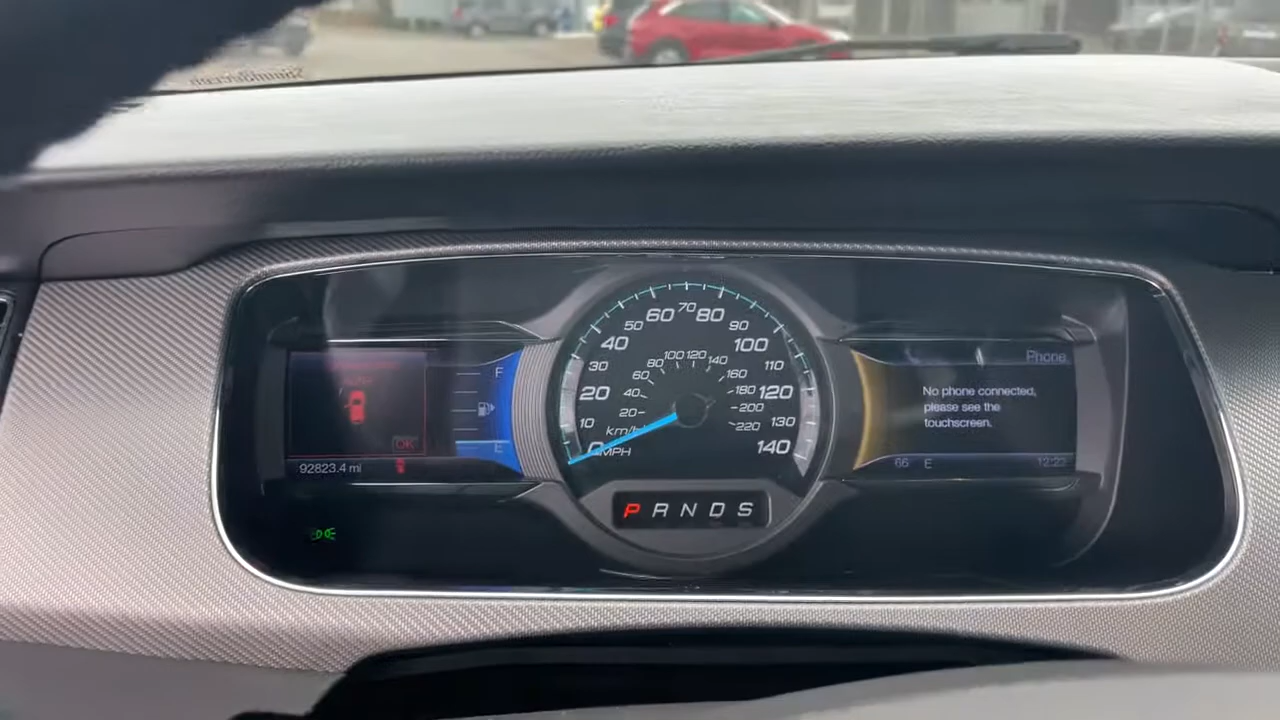 60 70 80
50 90
40 100
30 110
20 120
10 130
0 140
MPH
80 100 120 140
60 160
40 180
20 200
km/h 220
F
E
OK
92823.4 mi
Phone
No phone connected,
please see the
touchscreen.
66 E 12:22
P R N D S